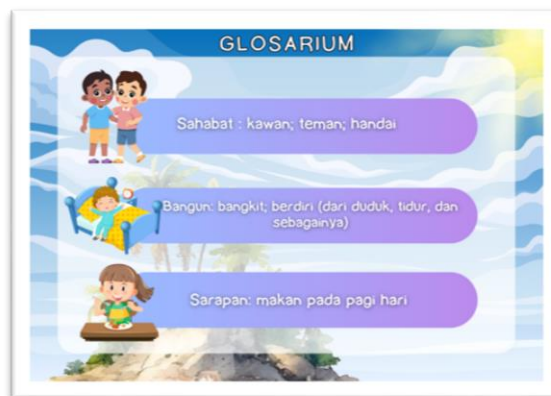 GLOSARIUM
Sahabat : kawan; teman; handai
Bangun: bangkit; berdiri (dari duduk, tidur, dan
sebagainya)
Sarapan: makan pada pagi hari